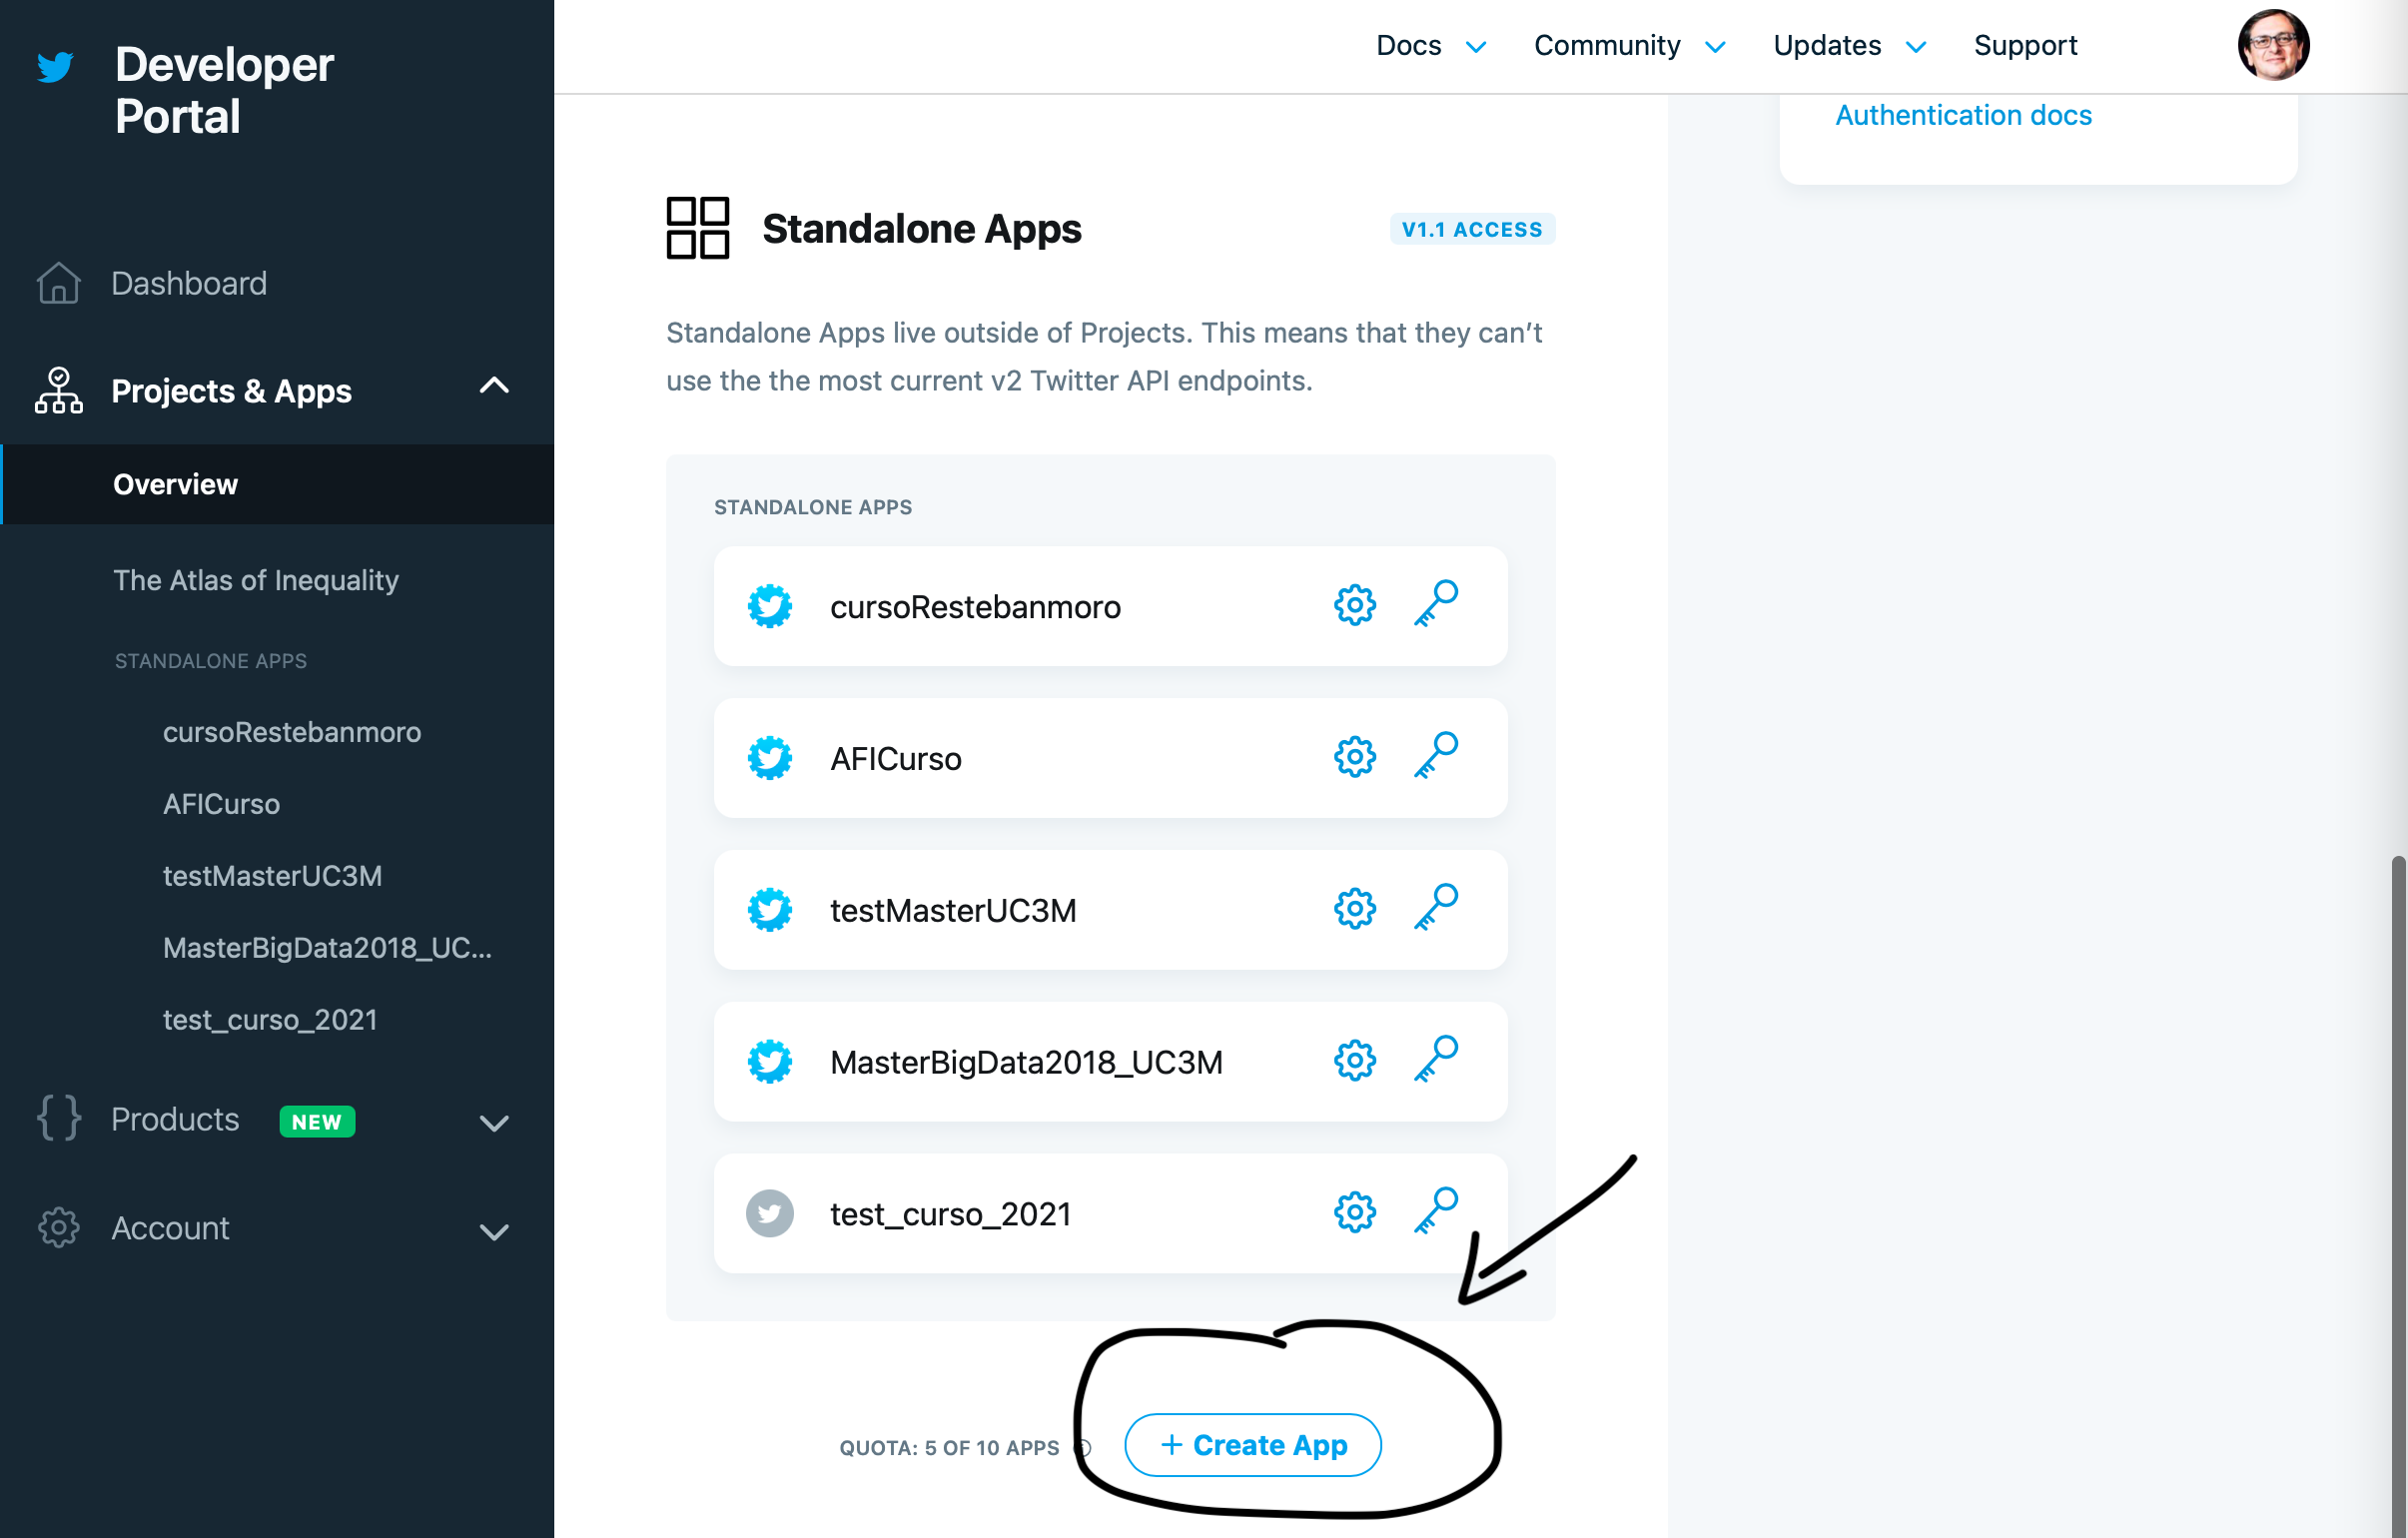 Developer
Portal
Docs
Community
Updates
Support
Dashboard
Projects & Apps
Overview
The Atlas of Inequality
STANDALONE APPS
cursoRestebanmoro
AFICurso
testMasterUC3M
MasterBigData2018_UC...
test_curso_2021
Products NEW
Account
Authentication docs
Standalone Apps
V1.1 ACCESS
Standalone Apps live outside of Projects. This means that they can’t
use the the most current v2 Twitter API endpoints.
STANDALONE APPS
cursoRestebanmoro
AFICurso
testMasterUC3M
MasterBigData2018_UC3M
test_curso_2021
QUOTA: 5 OF 10 APPS
+ Create App